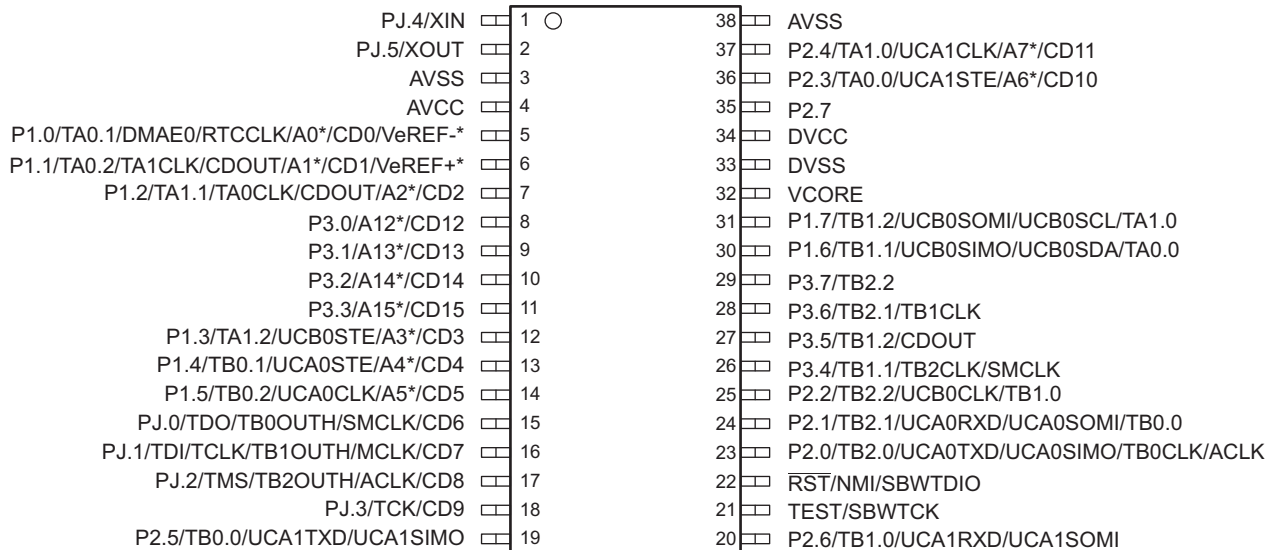 PJ.4/XIN 1 38 AVSS
PJ.5/XOUT 2 37 P2.4/TA1.0/UCA1CLK/A7*/CD11
AVSS 3 36 P2.3/TA0.0/UCA1STE/A6*/CD10
AVCC 4 35 P2.7
P1.0/TA0.1/DMAE0/RTCCLK/A0*/CD0/VeREF-* 5 34 DVCC
P1.1/TA0.2/TA1CLK/CDOUT/A1*/CD1/VeREF+* 6 33 DVSS
P1.2/TA1.1/TA0CLK/CDOUT/A2*/CD2 7 32 VCORE
P3.0/A12*/CD12 8 31 P1.7/TB1.2/UCB0SOMI/UCB0SCL/TA1.0
P3.1/A13*/CD13 9 30 P1.6/TB1.1/UCB0SIMO/UCB0SDA/TA0.0
P3.2/A14*/CD14 10 29 P3.7/TB2.2
P3.3/A15*/CD15 11 28 P3.6/TB2.1/TB1CLK
P1.3/TA1.2/UCB0STE/A3*/CD3 12 27 P3.5/TB1.2/CDOUT
P1.4/TB0.1/UCA0STE/A4*/CD4 13 26 P3.4/TB1.1/TB2CLK/SMCLK
P1.5/TB0.2/UCA0CLK/A5*/CD5 14 25 P2.2/TB2.2/UCB0CLK/TB1.0
PJ.0/TDO/TB0OUTH/SMCLK/CD6 15 24 P2.1/TB2.1/UCA0RXD/UCA0SOMI/TB0.0
PJ.1/TDI/TCLK/TB1OUTH/MCLK/CD7 16 23 P2.0/TB2.0/UCA0TXD/UCA0SIMO/TB0CLK/ACLK
PJ.2/TMS/TB2OUTH/ACLK/CD8 17 22 RST/NMI/SBWTDIO
PJ.3/TCK/CD9 18 21 TEST/SBWTCK
P2.5/TB0.0/UCA1TXD/UCA1SIMO 19 20 P2.6/TB1.0/UCA1RXD/UCA1SOMI